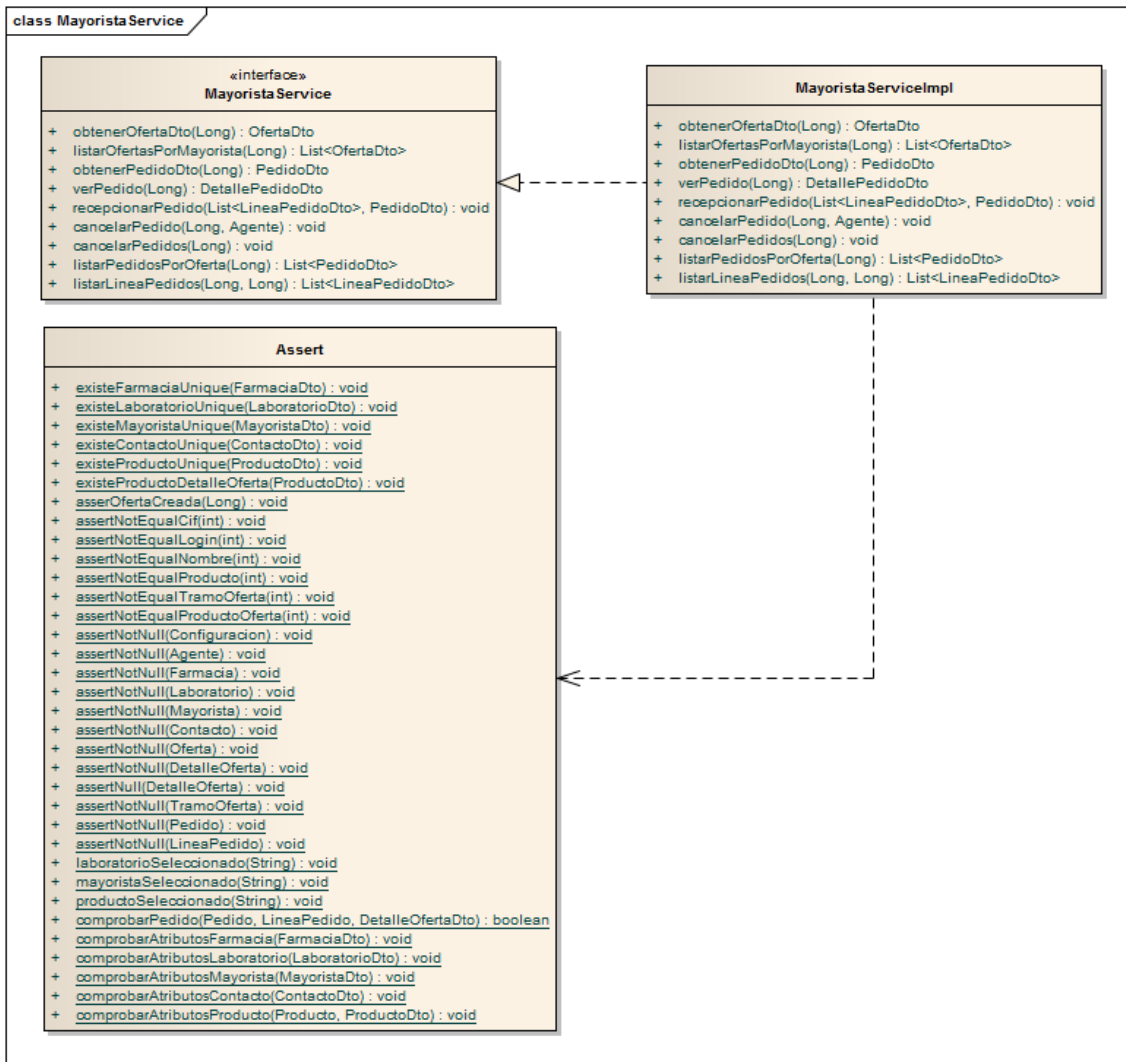 class MayoristaService
«interface»
MayoristaService
+ obtenerOfertaDto(Long) : OfertaDto
+ listarOfertasPorMayorista(Long) : List<OfertaDto>
+ obtenerPedidoDto(Long) : PedidoDto
+ verPedido(Long) : DetallePedidoDto
+ recepcionarPedido(List<LineaPedidoDto>, PedidoDto) : void
+ cancelarPedido(Long, Agente) : void
+ cancelarPedidos(Long) : void
+ listarPedidosPorOferta(Long) : List<PedidoDto>
+ listarLineaPedidos(Long, Long) : List<LineaPedidoDto>
MayoristaServiceImpl
+ obtenerOfertaDto(Long) : OfertaDto
+ listarOfertasPorMayorista(Long) : List<OfertaDto>
+ obtenerPedidoDto(Long) : PedidoDto
+ verPedido(Long) : DetallePedidoDto
+ recepcionarPedido(List<LineaPedidoDto>, PedidoDto) : void
+ cancelarPedido(Long, Agente) : void
+ cancelarPedidos(Long) : void
+ listarPedidosPorOferta(Long) : List<PedidoDto>
+ listarLineaPedidos(Long, Long) : List<LineaPedidoDto>
Assert
+ existeFarmaciaUnique(FarmaciaDto) : void
+ existeLaboratorioUnique(LaboratorioDto) : void
+ existeMayoristaUnique(MayoristaDto) : void
+ existeContactoUnique(ContactoDto) : void
+ existeProductoUnique(ProductoDto) : void
+ existeProductoDetalleOferta(ProductoDto) : void
+ asserOfertaCreada(Long) : void
+ assertNotEqualCif(int) : void
+ assertNotEqualLogin(int) : void
+ assertNotEqualNombre(int) : void
+ assertNotEqualProducto(int) : void
+ assertNotEqualTramoOferta(int) : void
+ assertNotEqualProductoOferta(int) : void
+ assertNotNull(Configuracion) : void
+ assertNotNull(Agente) : void
+ assertNotNull(Farmacia) : void
+ assertNotNull(Laboratorio) : void
+ assertNotNull(Mayorista) : void
+ assertNotNull(Contacto) : void
+ assertNotNull(Oferta) : void
+ assertNotNull(DetalleOferta) : void
+ assertNull(DetalleOferta) : void
+ assertNotNull(TramoOferta) : void
+ assertNotNull(Pedido) : void
+ assertNotNull(LineaPedido) : void
+ laboratorioSeleccionado(String) : void
+ mayoristaSeleccionado(String) : void
+ productoSeleccionado(String) : void
+ comprobarPedido(Pedido, LineaPedido, DetalleOfertaDto) : boolean
+ comprobarAtributosFarmacia(FarmaciaDto) : void
+ comprobarAtributosLaboratorio(LaboratorioDto) : void
+ comprobarAtributosMayorista(MayoristaDto) : void
+ comprobarAtributosContacto(ContactoDto) : void
+ comprobarAtributosProducto(Producto, ProductoDto) : void